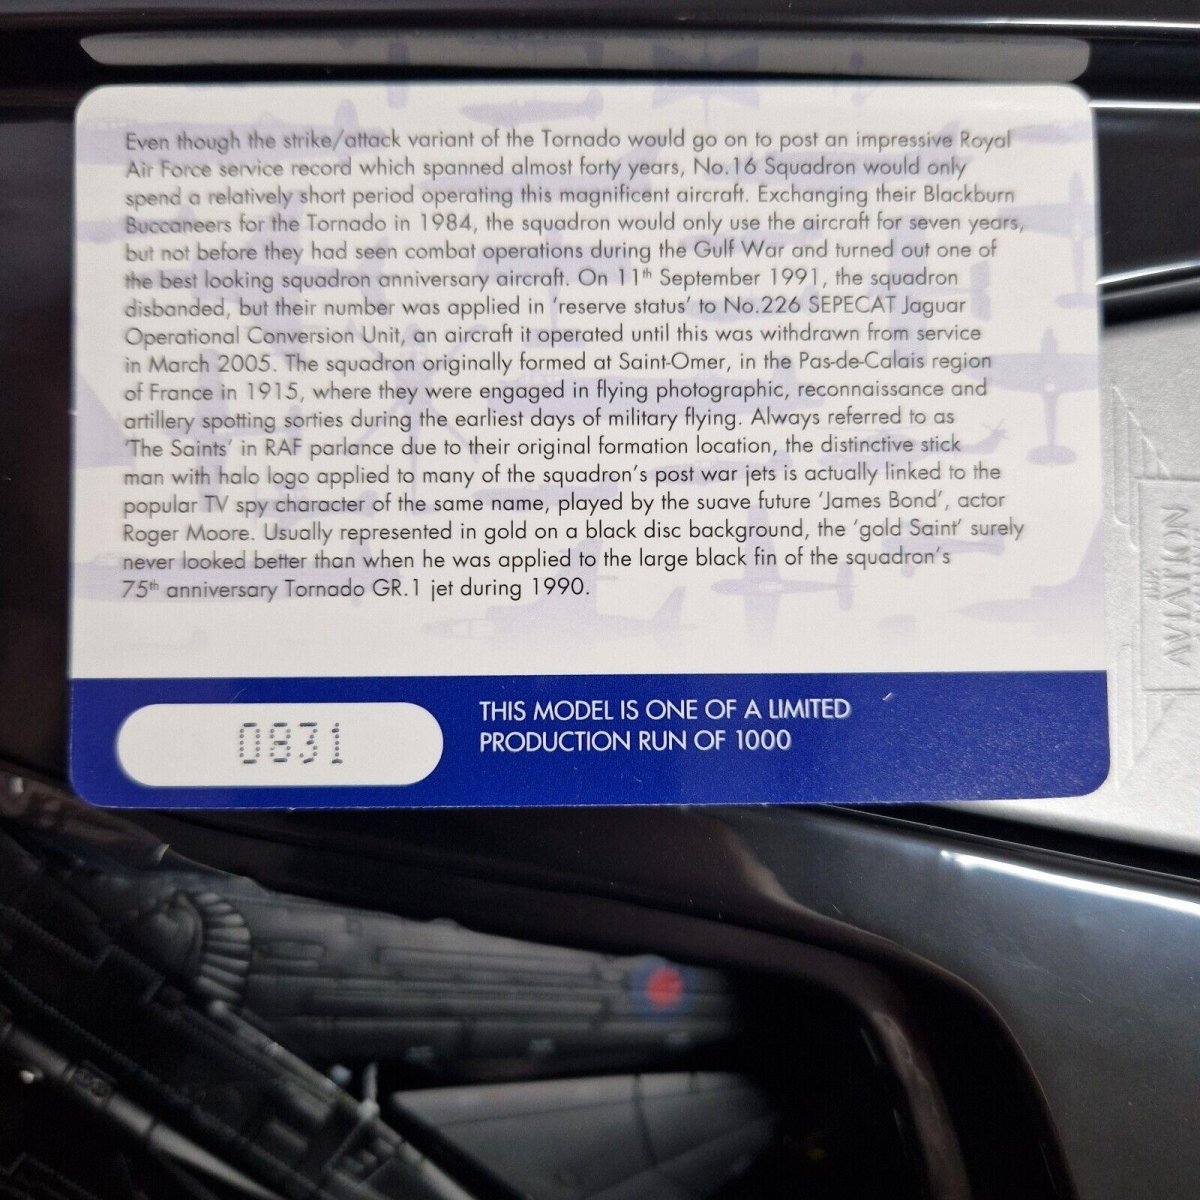 Even though the strike/attack variant of the Tornado would go on to post an impressive Royal
Air Force service record which spanned almost forty years, No.16 Squadron would only
spend a relatively short period operating this magnificent aircraft. Exchanging their Blackburn
Buccaneers for the Tornado in 1984, the squadron would only use the aircraft for seven years,
but not before they had seen combat operations during the Gulf War and turned out one of
the best looking squadron anniversary aircraft. On 11th September 1991, the squadron
disbanded, but their number was applied in 'reserve status' to No.226 SEPECAT Jaguar
Operational Conversion Unit, an aircraft it operated until this was withdrawn from service
in March 2005. The squadron originally formed at Saint-Omer, in the Pas-de-Calais region
of France in 1915, where they were engaged in flying photographic, reconnaissance and
artillery spotting sorties during the earliest days of military flying. Always referred to as
'The Saints' in RAF parlance due to their original formation location, the distinctive stick
man with halo logo applied to many of the squadron's post war jets is actually linked to the
popular TV spy character of the same name, played by the suave future 'James Bond', actor
Roger Moore. Usually represented in gold on a black disc background, the 'gold Saint' surely
never looked better than when he was applied to the large black fin of the squadron's
75th anniversary Tornado GR.1 jet during 1990.
0831
THIS MODEL IS ONE OF A LIMITED
PRODUCTION RUN OF 1000